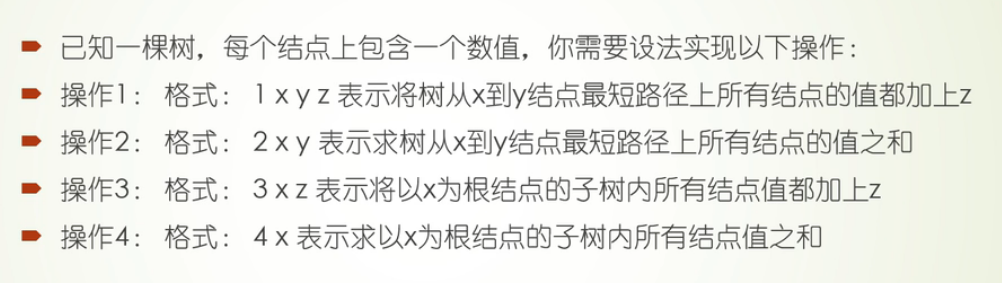 已知一棵树，每个结点上包含一个数值，你需要设法实现以下操作：
操作1： 格式： 1 x y z 表示将树从x到y结点最短路径上所有结点的值都加上z
操作2： 格式： 2 x y 表示求树从x到y结点最短路径上所有结点的值之和
操作3： 格式： 3 x z 表示将以x为根结点的子树内所有结点值都加上z
操作4： 格式： 4 x 表示求以x为根结点的子树内所有结点值之和